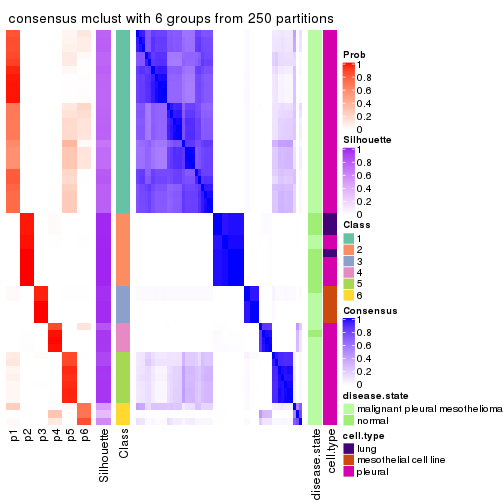 consensus mclust with 6 groups from 250 partitions
Prob
1
0.8
0.6
0.4
0.2
0
Silhouette
1
0.8
0.6
0.4
0.2
0
Class
1
2
3
4
5
6
Consensus
1
0.8
0.6
0.4
0.2
0
disease.state
malignant pleural mesothelioma
normal
cell.type
lung
mesothelial cell line
pleural
p1
p2
p3
p4
p5
p6
Silhouette
Class
disease.state
cell.type